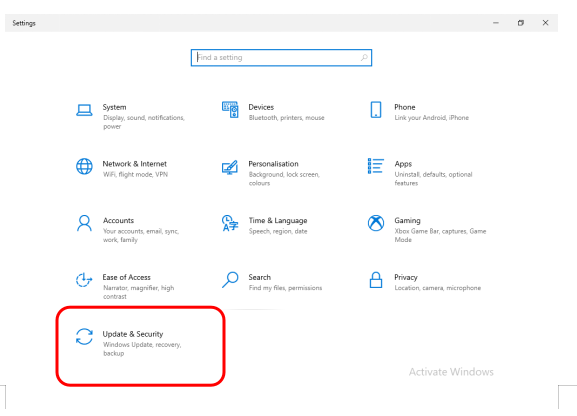 Settings
Find a setting
System
Display, sound, notifications,
power
Devices
Bluetooth, printers, mouse
Phone
Link your Android, iPhone
Network & Internet
WiFi, flight mode, VPN
Personalisation
Background, lock screen,
colours
Apps
Uninstall, defaults, optional
features
Accounts
Your accounts, email, sync,
work, family
Time & Language
Speech, region, date
Gaming
Xbox Game Bar, captures, Game
Mode
Ease of Access
Narrator, magnifier, high
contrast
Search
Find my files, permissions
Privacy
Location, camera, microphone
Update & Security
Windows Update, recovery,
backup
Activate Windows